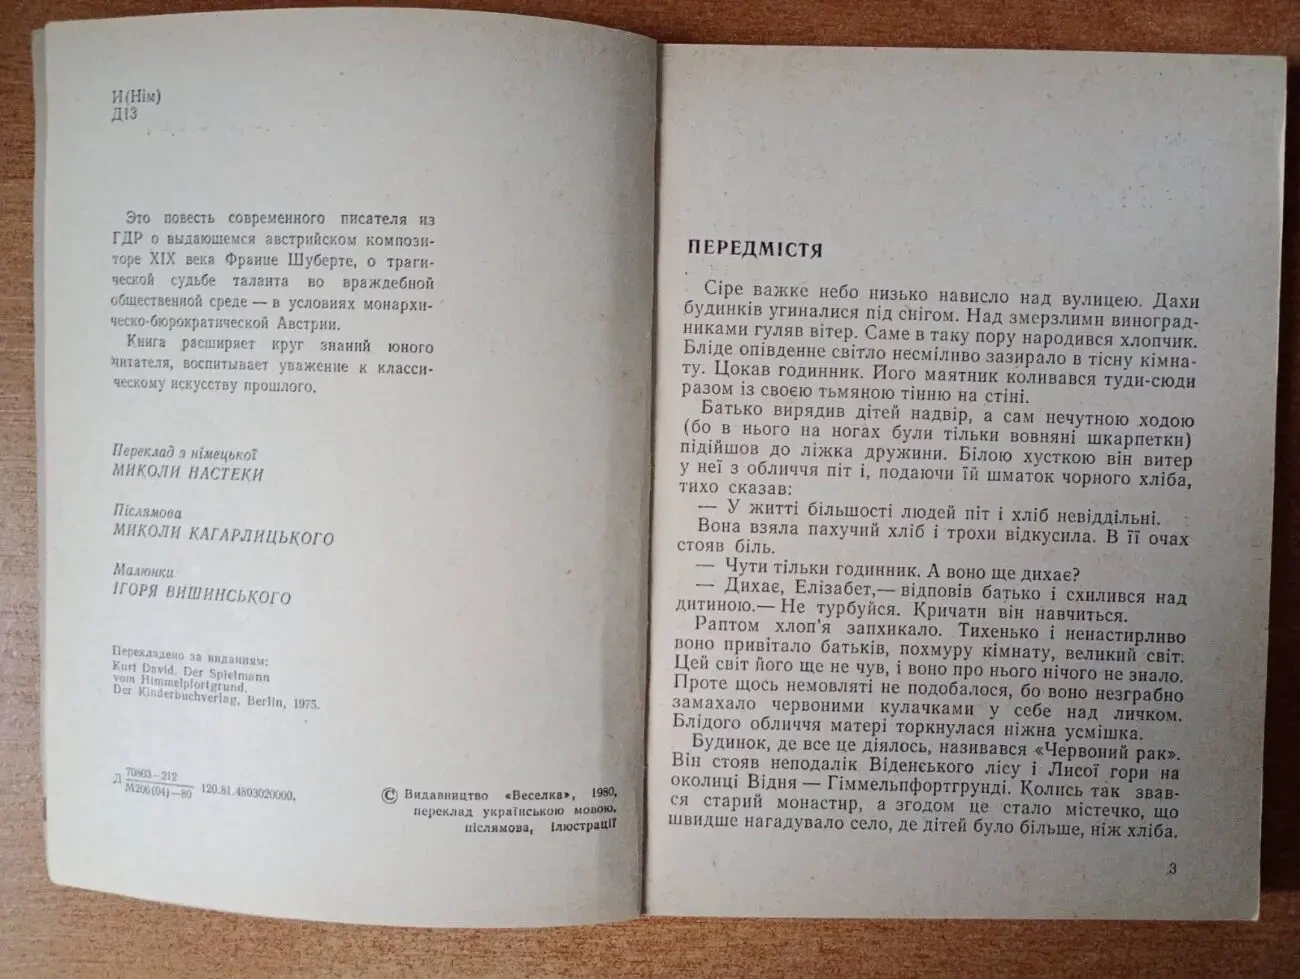 И(Нім)
Д13
Это повесть современного писателя из
ГДР о выдающемся австрийском компози-
торе XIX века Франце Шуберте, о траги-
ческой судьбе таланта во враждебной
общественной среде — в условиях монархи-
ческо-бюрократической Австрии.
Книга расширяет круг знаний юного
читателя, воспитывает уважение к класси-
ческому искусству прошлого.
Переклад з німецької
МИКОЛИ НАСТЕКИ
Післямова
МИКОЛИ КАГАРЛИЦЬКОГО
Малюнки
ІГОРЯ ВИШИНСЬКОГО
Перекладено за виданням:
Kurt David. Der Spielmann
vom Himmelpfortgrund.
Der Kinderbuchverlag, Berlin, 1975.
Д 70803—212
М206(04)—80 120.81.4803020000.
© Видавництво «Веселка», 1980,
переклад українською мовою,
післямова, ілюстрації
ПЕРЕДМІСТЯ
Сіре важке небо низько нависло над вулицею. Дахи
будинків угиналися під снігом. Над змерзлими виноград-
никами гуляв вітер. Саме в таку пору народився хлопчик.
Бліде опівденне світло несміливо зазирало в тісну кімна-
ту. Цокав годинник. Його маятник коливався туди-сюди
разом із своєю тьмяною тінню на стіні.
Батько вирядив дітей надвір, а сам нечутною ходою
(бо в нього на ногах були тільки вовняні шкарпетки)
підійшов до ліжка дружини. Білою хусткою він витер
у неї з обличчя піт і, подаючи їй шматок чорного хліба,
тихо сказав:
— У житті більшості людей піт і хліб невіддільні.
Вона взяла пахучий хліб і трохи відкусила. В її очах
стояв біль.
— Чути тільки годинник. А воно ще дихає?
— Дихає, Елізабет,— відповів батько і схилився над
дитиною.— Не турбуйся. Кричати він навчиться.
Раптом хлоп'я запхикало. Тихенько і ненастирливо
воно привітало батьків, похмуру кімнату, великий світ.
Цей світ його ще не чув, і воно про нього нічого не знало.
Проте щось немовляті не подобалося, бо воно незграбно
замахало червоними кулачками у себе над личком.
Блідого обличчя матері торкнулася ніжна усмішка.
Будинок, де все це діялось, називався «Червоний рак».
Він стояв неподалік Віденського лісу і Лисої гори на
околиці Відня — Гіммельпфортгрунді. Колись так звав-
ся старий монастир, а згодом це стало містечко, що
швидше нагадувало село, де дітей було більше, ніж хліба.
3